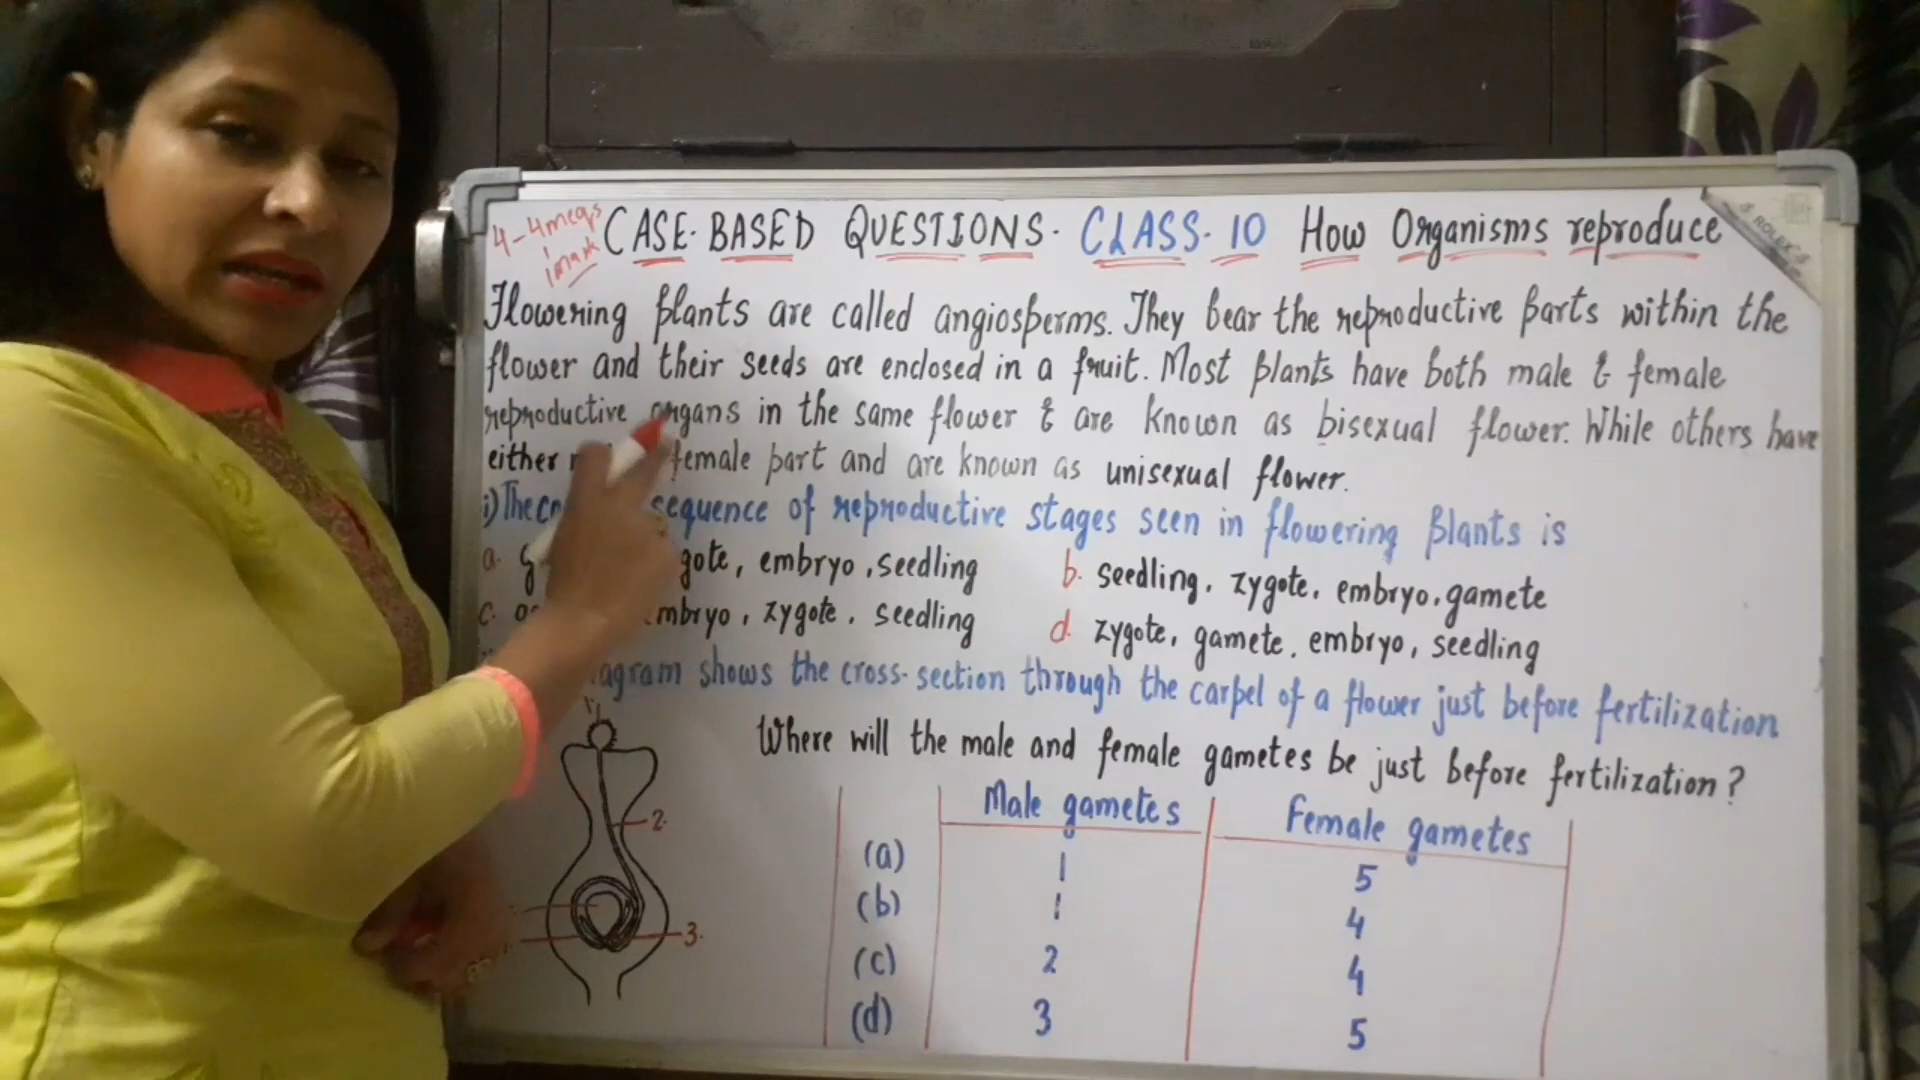 4-4mcqs
1 mark
CASE-BASED QUESTIONS- CLASS-10 How Organisms reproduce
S ROLEX'S
Flowering plants are called angiosperms. They bear the reproductive parts within the
flower and their seeds are enclosed in a fruit. Most plants have both male & female
reproductive organs in the same flower & are known as bisexual flower. While others have
either female part and are known as unisexual flower.
i) The sequence of reproductive stages seen in flowering plants is
a. embryo, seedling
b. seedling, zygote, embryo, gamete
c. zygote, seedling
d. zygote, gamete, embryo, seedling
shows the cross-section through the carpel of a flower just before fertilization
Where will the male and female gametes be just before fertilization?
2.
3.
Male gametes Female gametes
(a) 1 5
(b) 1 4
(c) 2 4
(d) 3 5